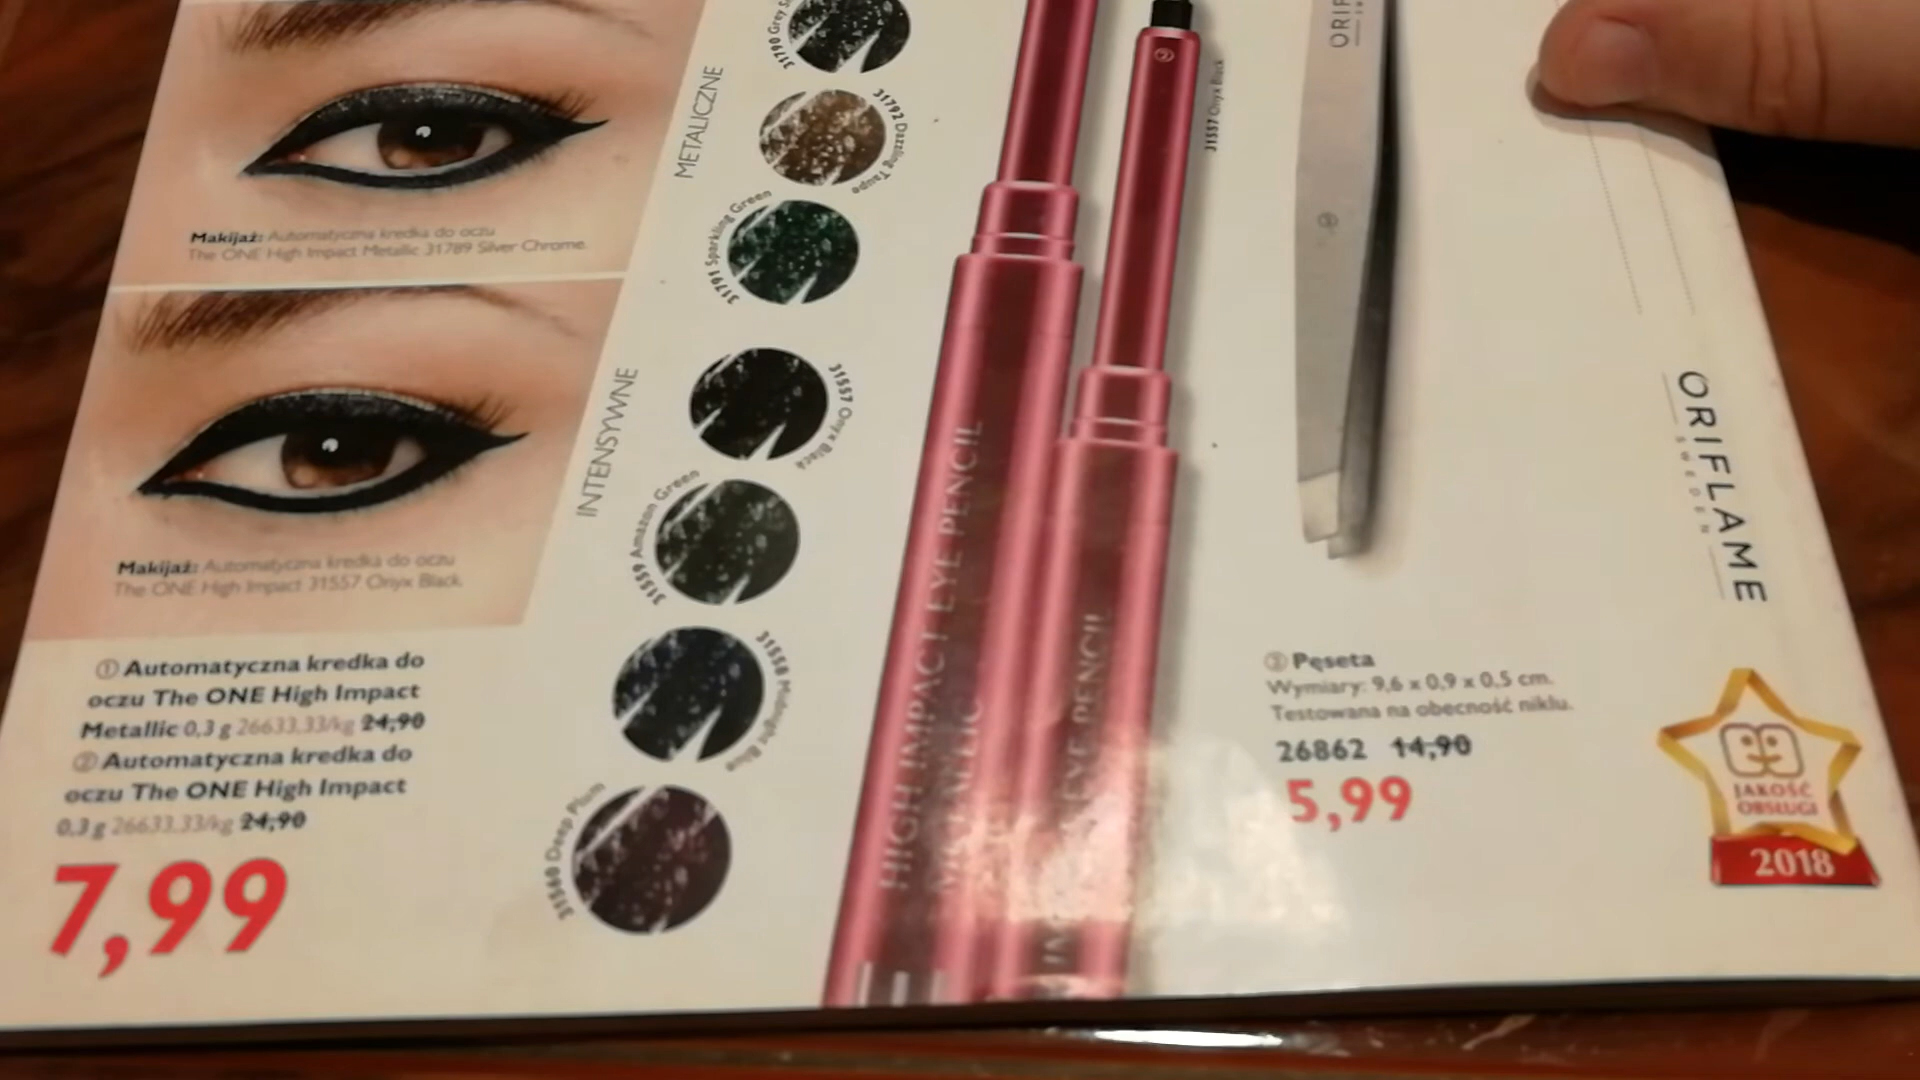 Makijaż: Automatyczna kredka do oczu
The ONE High Impact Metallic 31789 Silver Chrome.
Makijaż: Automatyczna kredka do oczu
The ONE High Impact 31557 Onyx Black.
① Automatyczna kredka do
oczu The ONE High Impact
Metallic 0,3 g 26633.33/kg 24,90
② Automatyczna kredka do
oczu The ONE High Impact
0,3 g 26633.33/kg 24,90
7,99
METALICZNE
31790 Grey
31792 Dazzling Taupe
31791 Sparkling Green
INTENSYWNE
31557 Onyx Black
31559 Amazon Green
31558 Midnight Blue
31560 Deep Plum
HIGH IMPACT EYE PENCIL
METALLIC
EYE PENCIL
②
31557 Onyx Black
③
③ Pęseta
Wymiary: 9,6 x 0,9 x 0,5 cm.
Testowana na obecność niklu.
26862 14,90
5,99
ORIFLAME
SWEDEN
JAKOŚĆ
OBSŁUGI
2018